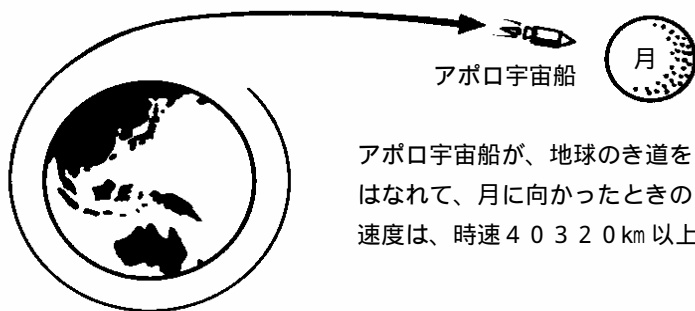 月
アポロ宇宙船
アポロ宇宙船が、地球のき道を
はなれて、月に向かったときの
速度は、時速40320km以上